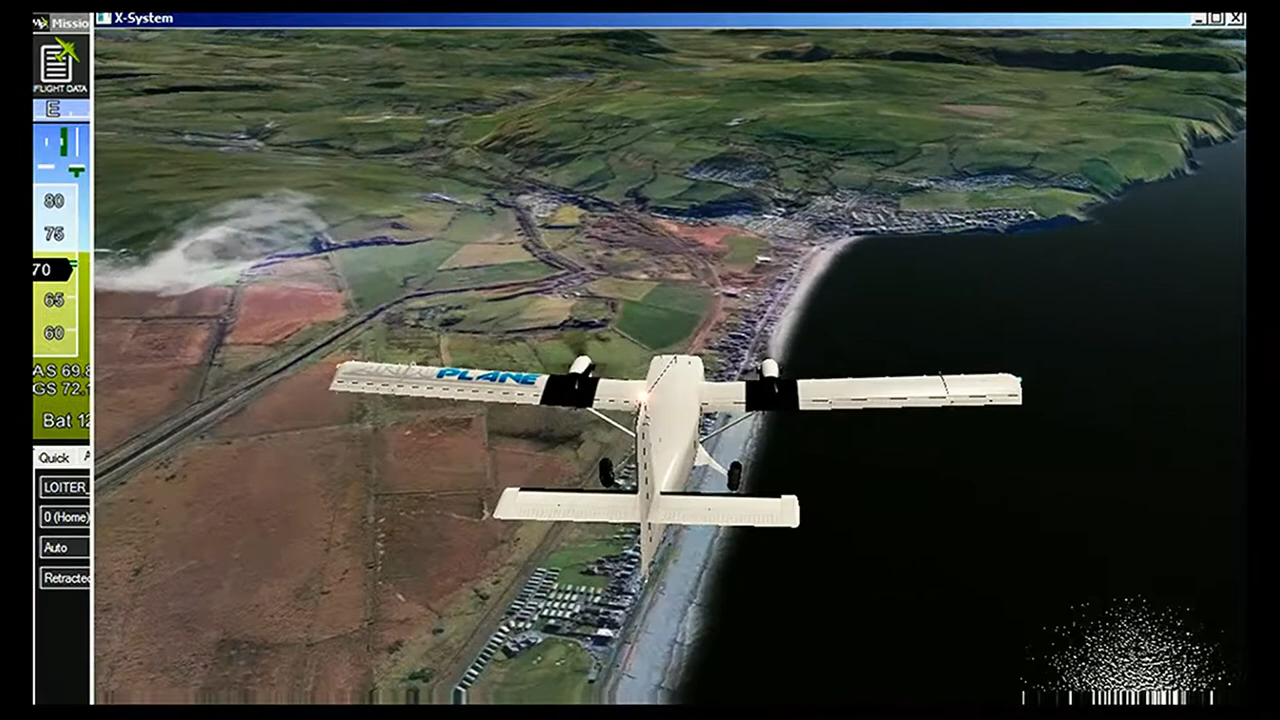 Missio
X-System
FLIGHT DATA
E
80
75
70
65
60
AS 69.8
GS 72.1
Bat 12
Quick
LOITER_
0 (Home)
Auto
Retracted
PLANE